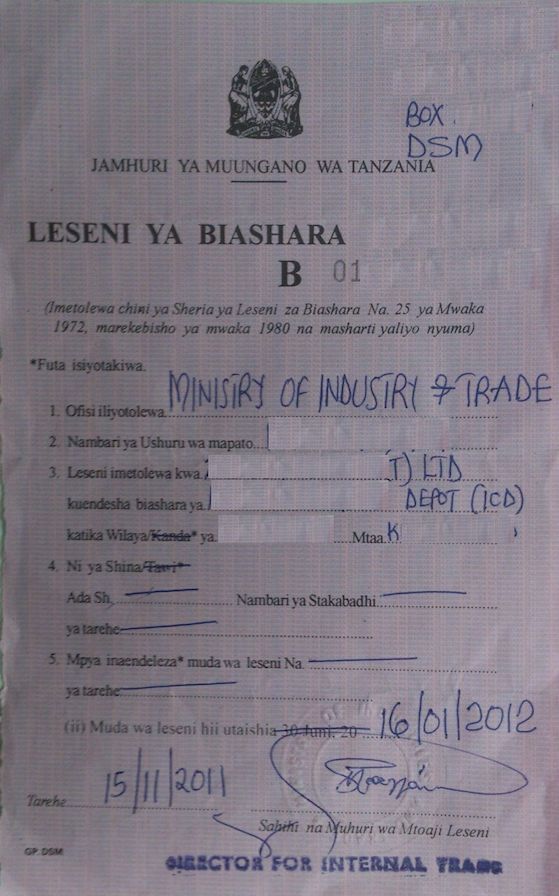 BOX.
DSM
JAMHURI YA MUUNGANO WA TANZANIA
LESENI YA BIASHARA
B 01
(Imetolewa chini ya Sheria ya Leseni za Biashara Na. 25 ya Mwaka
1972, marekebisho ya mwaka 1980 na masharti yaliyo nyuma)
*Futa isiyotakiwa.
1. Ofisi iliyotolewa. MINISTRY OF INDUSTRY & TRADE
2. Nambari ya Ushuru wa mapato
3. Leseni imetolewa kwa. T) LTD
kuendesha biashara ya. DEPOT (ICD)
katika Wilaya/Kanda* ya. Mtaa. K
4. Ni ya Shina/Tawi*
Ada Sh. Nambari ya Stakabadhi
ya tarehe
5. Mpya inaendeleza* muda wa leseni Na.
ya tarehe
(ii) Muda wa leseni hii utaishia 30 Juni, 20 16/01/2012
Tarehe 15/11/2011
Sahihi na Muhuri wa Mtoaji Leseni
GP. DSM
DIRECTOR FOR INTERNAL TRADE